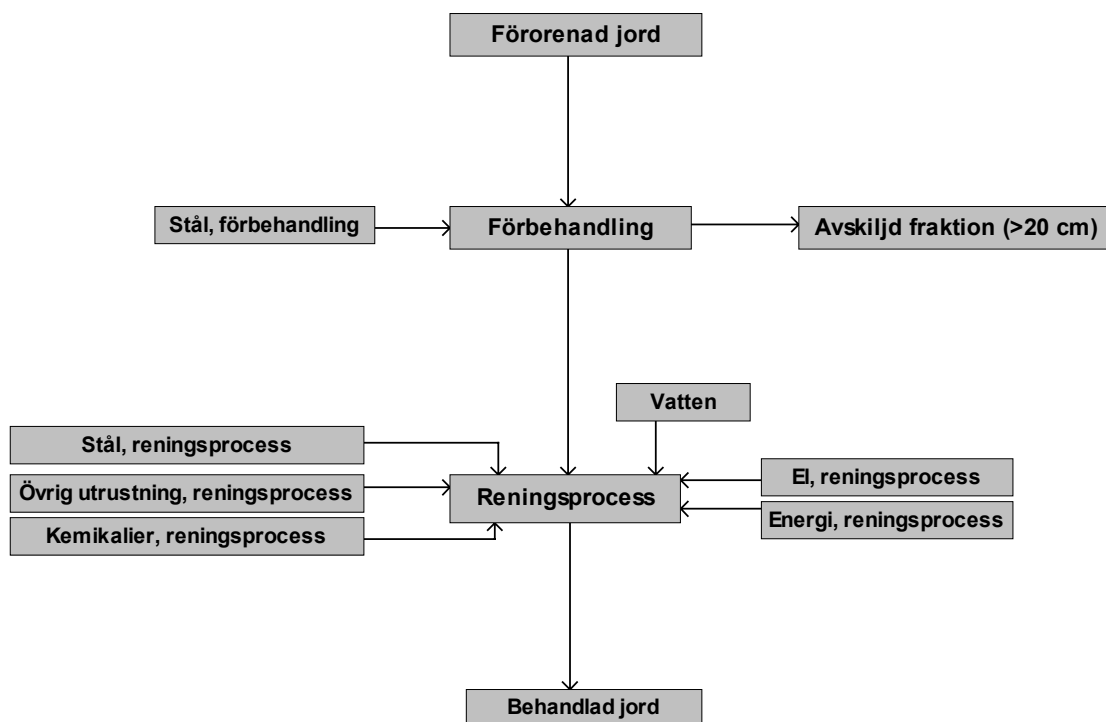 Förorenad jord
Stål, förbehandling
Förbehandling
Avskiljd fraktion (>20 cm)
Vatten
Stål, reningsprocess
Övrig utrustning, reningsprocess
Kemikalier, reningsprocess
Reningsprocess
El, reningsprocess
Energi, reningsprocess
Behandlad jord